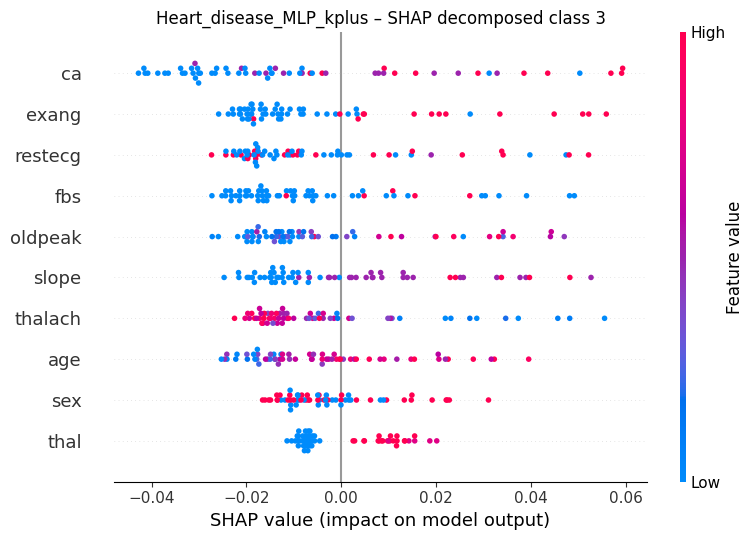 Heart_disease_MLP_kplus – SHAP decomposed class 3
High
ca
exang
restecg
fbs
oldpeak
slope
thalach
age
sex
thal
Feature value
Low
−0.04 −0.02 0.00 0.02 0.04 0.06
SHAP value (impact on model output)